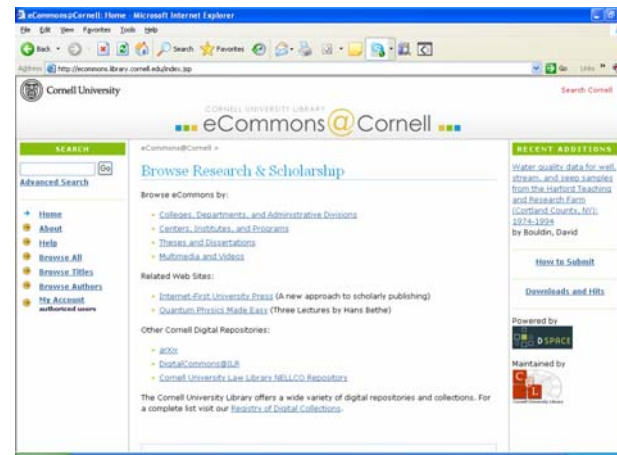 eCommons@Cornell: Home - Microsoft Internet Explorer
File Edit View Favorites Tools Help
Back Search Favorites
Address http://ecommons.library.cornell.edu/index.jsp Go Links
Cornell University
Search Cornell
CORNELL UNIVERSITY LIBRARY
eCommons@Cornell
SEARCH
Go
Advanced Search
Home
About
Help
Browse All
Browse Titles
Browse Authors
My Account
authorized users
eCommons@Cornell >
Browse Research & Scholarship
Browse eCommons by:
Colleges, Departments, and Administrative Divisions
Centers, Institutes, and Programs
Theses and Dissertations
Multimedia and Videos
Related Web Sites:
Internet-First University Press (A new approach to scholarly publishing)
Quantum Physics Made Easy (Three Lectures by Hans Bethe)
Other Cornell Digital Repositories:
arXiv
DigitalCommons@ILR
Cornell University Law Library NELLCO Repository
The Cornell University Library offers a wide variety of digital repositories and collections. For
a complete list visit our Registry of Digital Collections.
RECENT ADDITIONS
Water quality data for well,
stream, and seep samples
from the Harford Teaching
and Research Farm
(Cortland County, NY):
1974-1994
by Bouldin, David
How to Submit
Downloads and Hits
Powered by
DSPACE
Maintained by
C
L
Cornell University Library